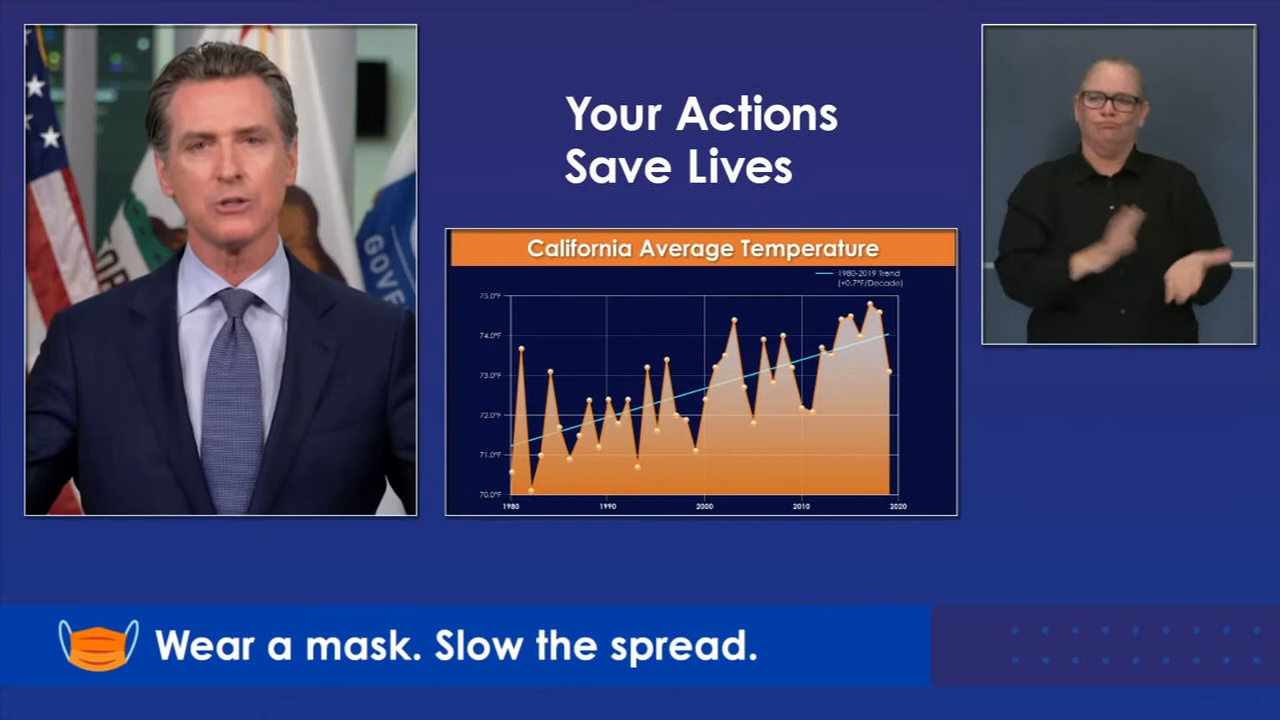 Your Actions
Save Lives
California Average Temperature
1980-2019 Trend
(+0.7°F/Decade)
75.0°F
74.0°F
73.0°F
72.0°F
71.0°F
70.0°F
1980 1990 2000 2010 2020
GOVE
Wear a mask. Slow the spread.